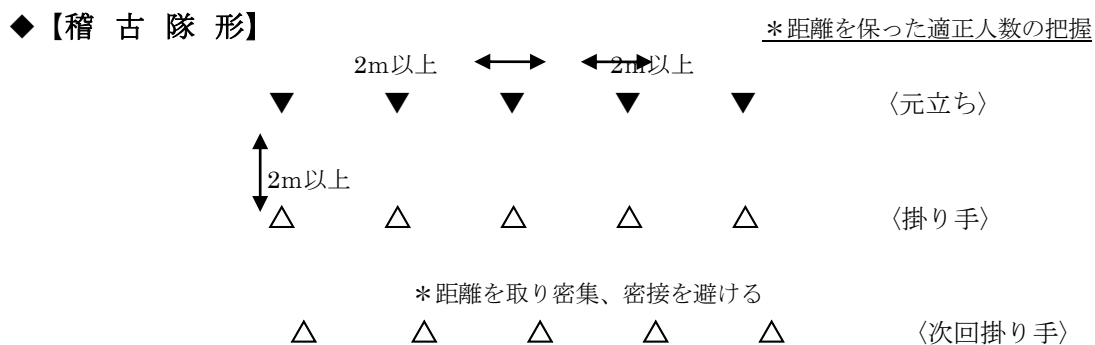 ◆【稽 古 隊 形】 ＊距離を保った適正人数の把握
2m以上 2m以上
▼ ▼ ▼ ▼ ▼ 〈元立ち〉
2m以上
△ △ △ △ △ 〈掛り手〉
＊距離を取り密集、密接を避ける
△ △ △ △ △ 〈次回掛り手〉